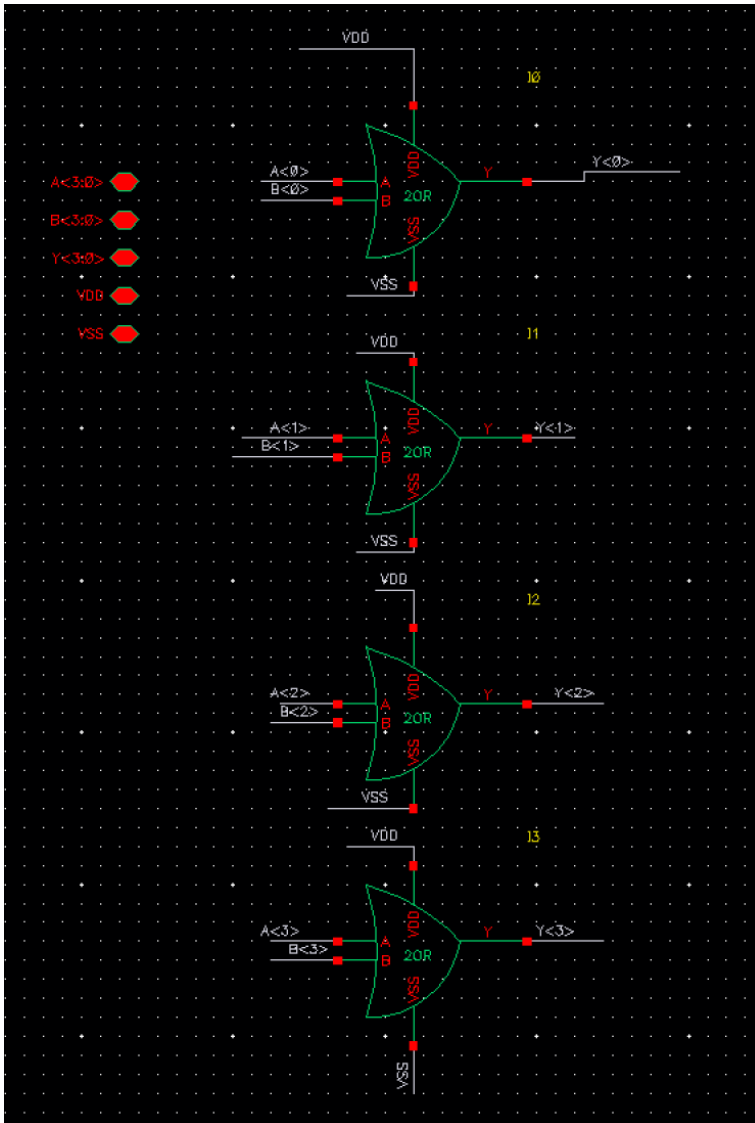 VDD
I0
Y<0>
A<0>
B<0>
A
B
VDD
2OR
VSS
Y
VSS
A<3:0>
B<3:0>
Y<3:0>
VDD
VSS
VDD
I1
A<1>
B<1>
A
B
VDD
2OR
VSS
Y
Y<1>
VSS
VDD
I2
A<2>
B<2>
A
B
VDD
2OR
VSS
Y
Y<2>
VSS
VDD
I3
A<3>
B<3>
A
B
VDD
2OR
VSS
Y
Y<3>
VSS